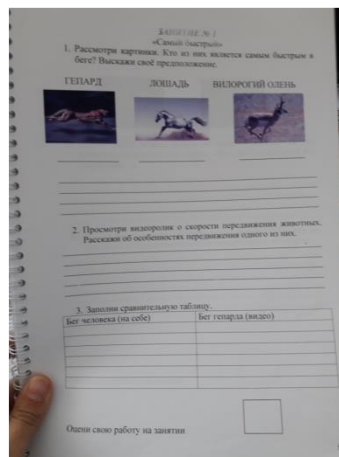 ЗАНЯТИЕ № 1
«Самый быстрый»
1. Рассмотри картинки. Кто из них является самым быстрым в
беге? Выскажи своё предположение.
ГЕПАРД ЛОШАДЬ ВИЛОРОГИЙ ОЛЕНЬ
2. Просмотри видеоролик о скорости передвижения животных.
Расскажи об особенностях передвижения одного из них.
3. Заполни сравнительную таблицу.
Бег человека (на себе) Бег гепарда (видео)
Оцени свою работу на занятии